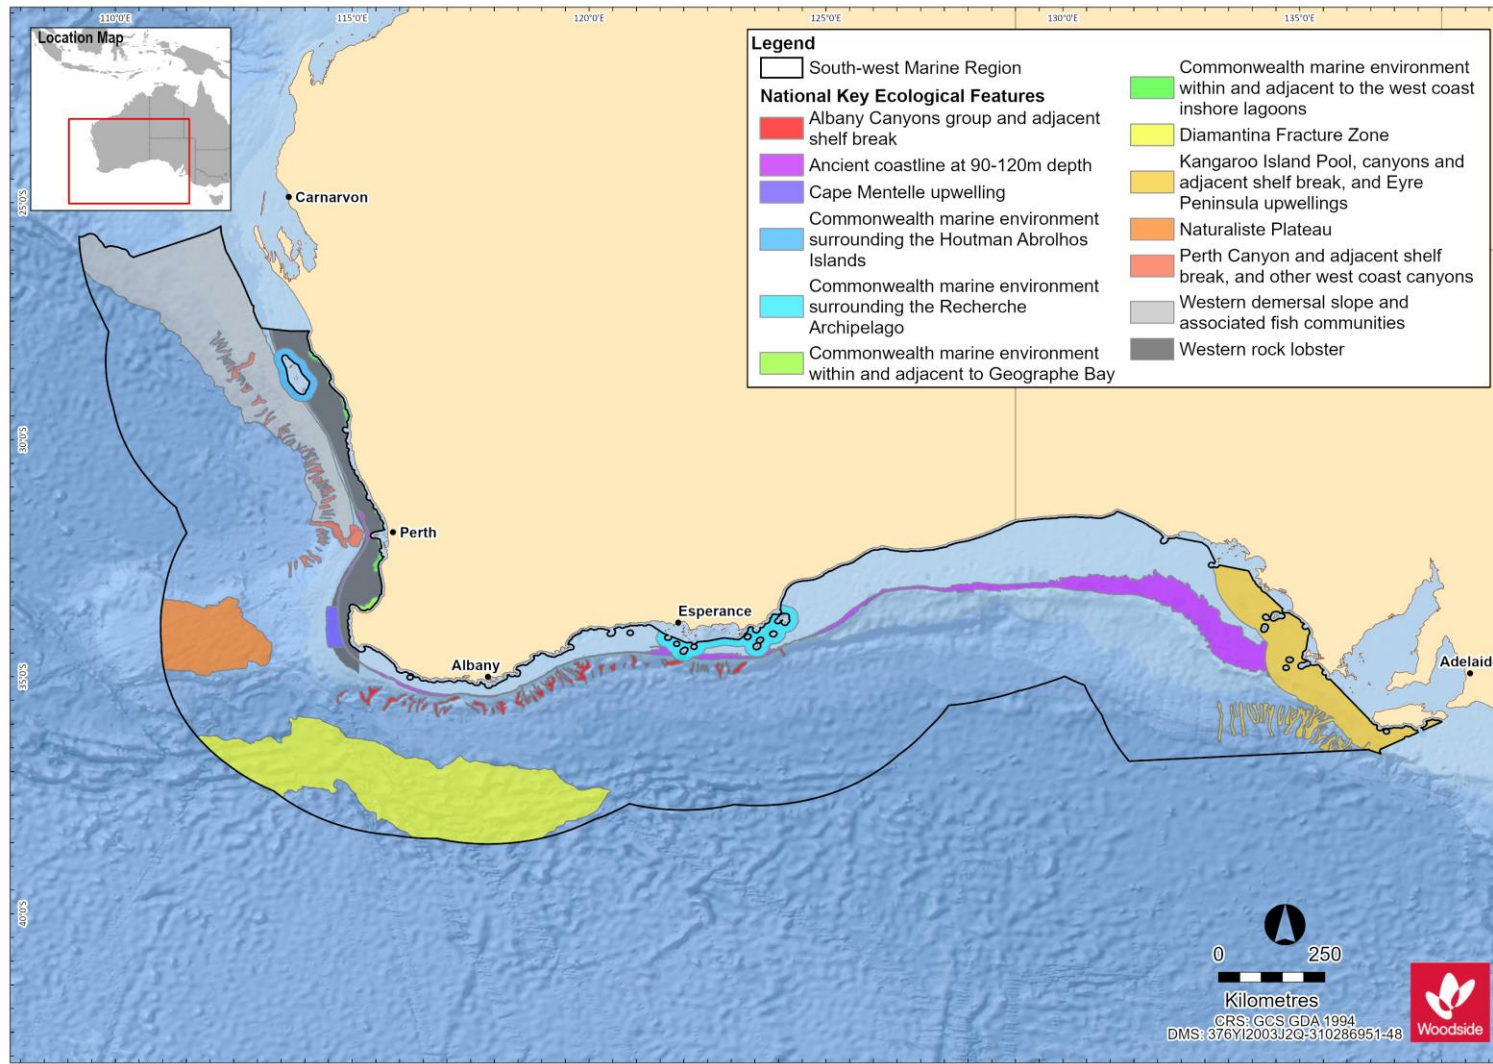 110°0'E
115°0'E
120°0'E
125°0'E
130°0'E
135°0'E
Location Map
Legend
South-west Marine Region
National Key Ecological Features
Albany Canyons group and adjacent
shelf break
Ancient coastline at 90-120m depth
Cape Mentelle upwelling
Commonwealth marine environment
surrounding the Houtman Abrolhos
Islands
Commonwealth marine environment
surrounding the Recherche
Archipelago
Commonwealth marine environment
within and adjacent to Geographe Bay
Commonwealth marine environment
within and adjacent to the west coast
inshore lagoons
Diamantina Fracture Zone
Kangaroo Island Pool, canyons and
adjacent shelf break, and Eyre
Peninsula upwellings
Naturaliste Plateau
Perth Canyon and adjacent shelf
break, and other west coast canyons
Western demersal slope and
associated fish communities
Western rock lobster
25°0'S
Carnarvon
30°0'S
Perth
Esperance
Albany
35°0'S
Adelaid
40°0'S
0 250
Kilometres
CRS: GCS GDA 1994
DMS: 376YI2003J2Q-310286951-48
Woodside